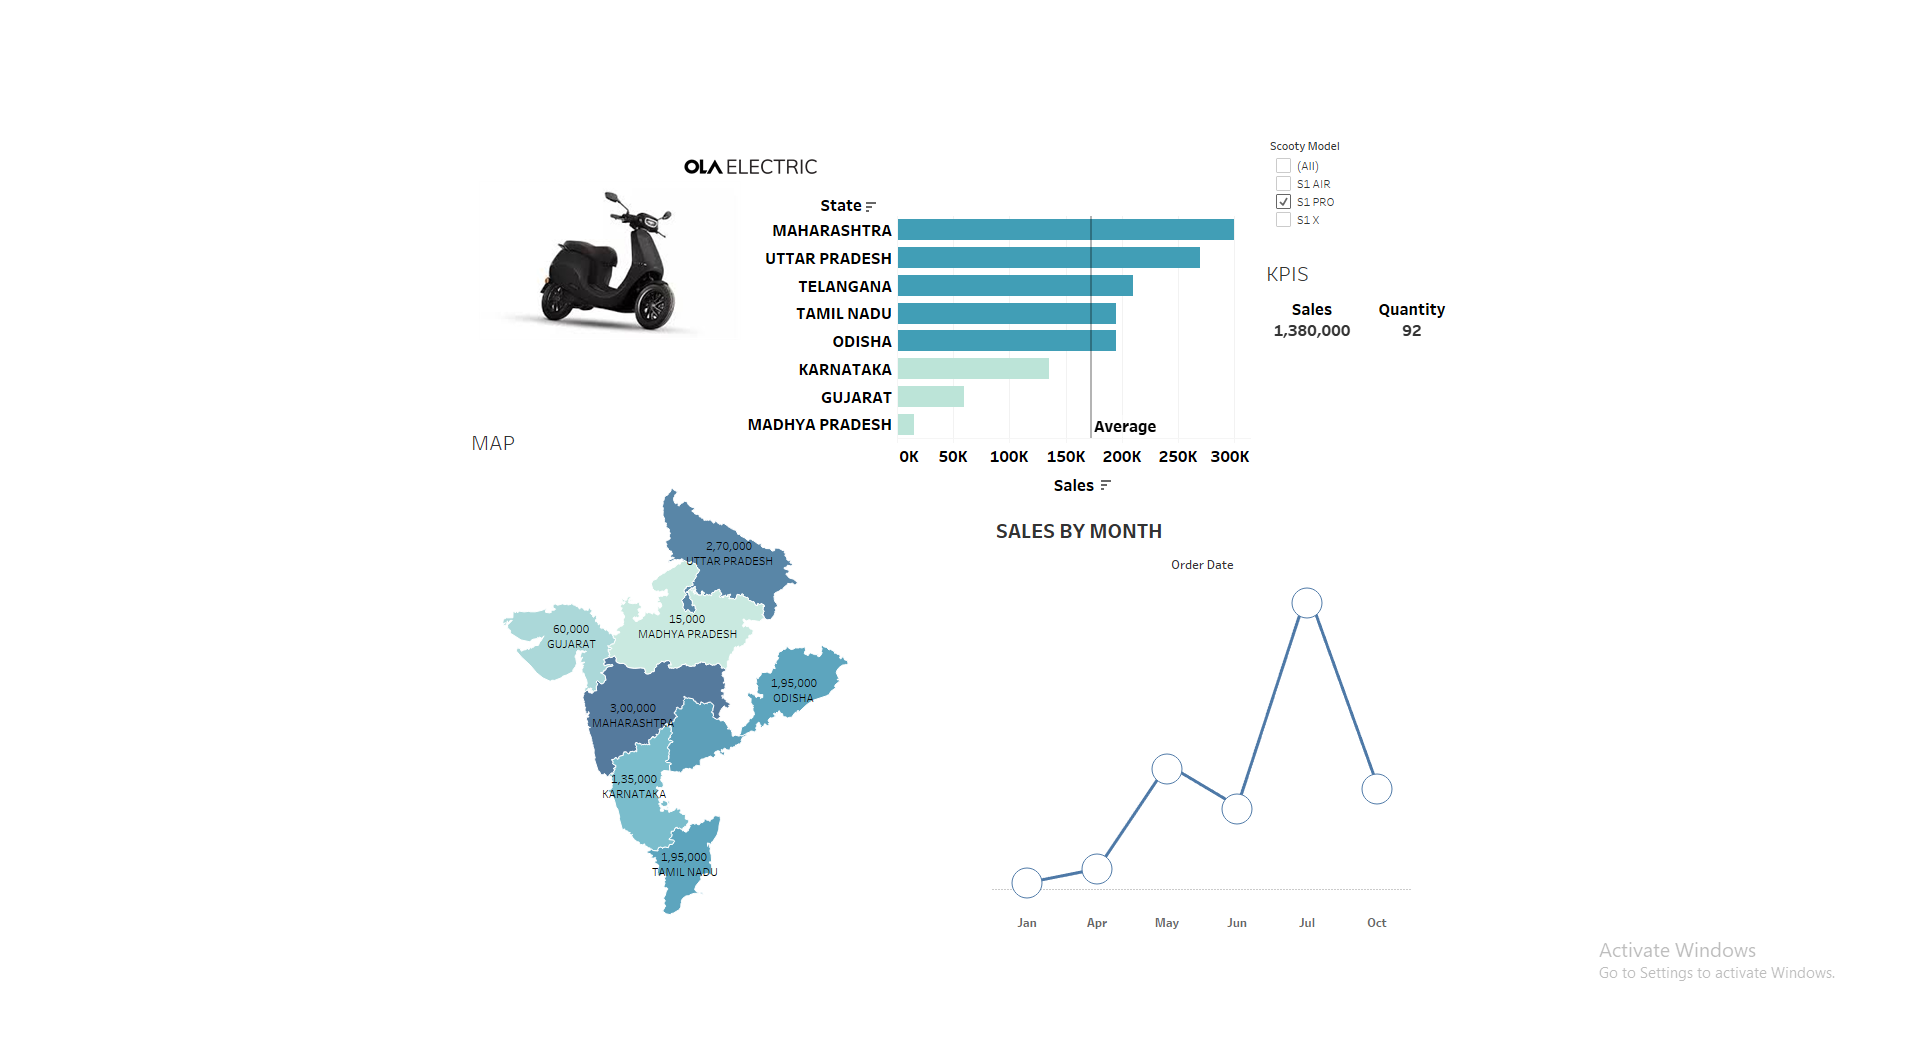 OLA ELECTRIC
Scooty Model
(All)
S1 AIR
S1 PRO
S1 X
State
MAHARASHTRA
UTTAR PRADESH
TELANGANA
TAMIL NADU
ODISHA
KARNATAKA
GUJARAT
MADHYA PRADESH
Average
0K 50K 100K 150K 200K 250K 300K
Sales
KPIS
Sales Quantity
1,380,000 92
MAP
2,70,000
UTTAR PRADESH
15,000
MADHYA PRADESH
60,000
GUJARAT
1,95,000
ODISHA
3,00,000
MAHARASHTRA
1,35,000
KARNATAKA
1,95,000
TAMIL NADU
SALES BY MONTH
Order Date
Jan Apr May Jun Jul Oct
Activate Windows
Go to Settings to activate Windows.